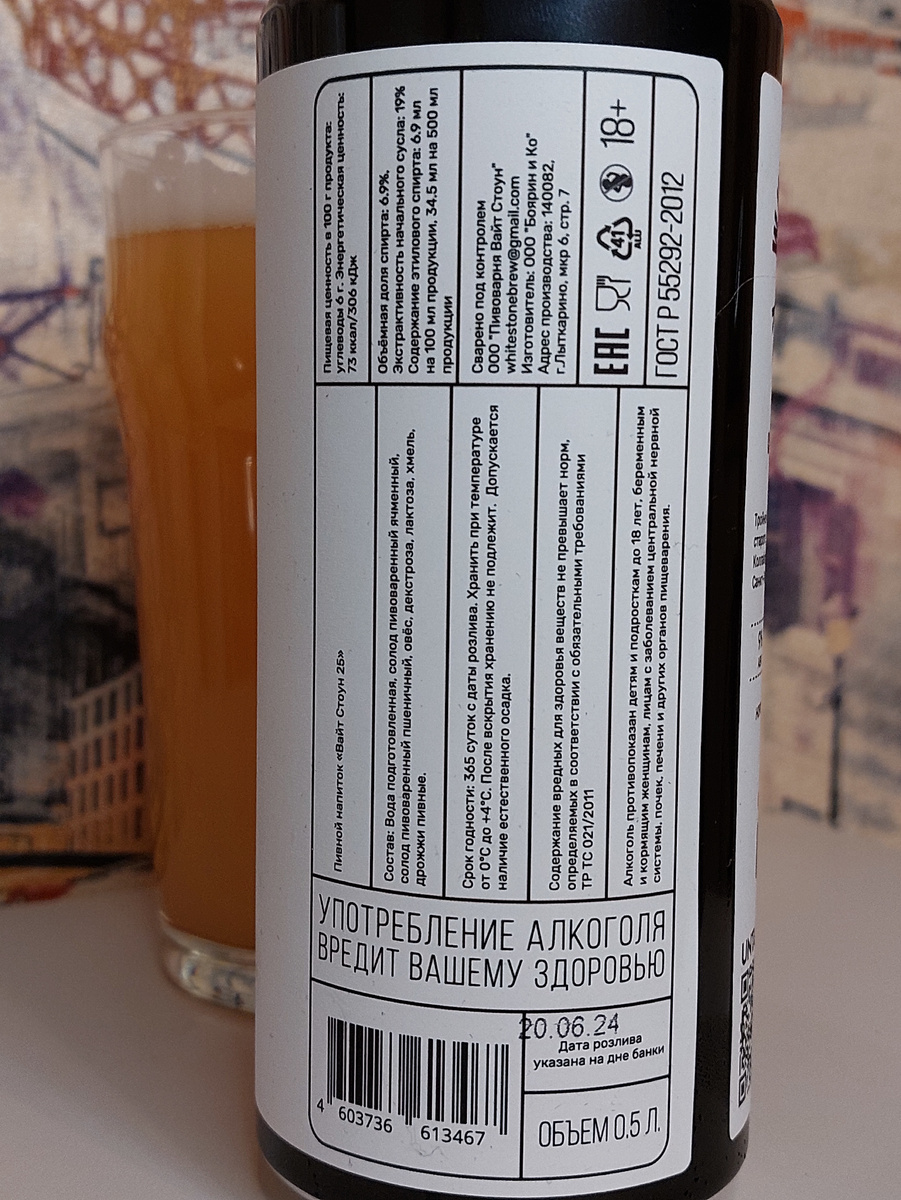 Пивной напиток «Вайт Стоун 25»
Состав: Вода подготовленная, солод пивоваренный ячменный,
солод пивоваренный пшеничный, овёс, декстроза, лактоза, хмель,
дрожжи пивные.
Срок годности: 365 суток с даты розлива. Хранить при температуре
от 0°С до +4°С. После вскрытия хранению не подлежит. Допускается
наличие естественного осадка.
Содержание вредных для здоровья веществ не превышает норм,
определяемых в соответствии с обязательными требованиями
ТР ТС 021/2011
Алкоголь противопоказан детям и подросткам до 18 лет, беременным
и кормящим женщинам, лицам с заболеванием центральной нервной
системы, почек, печени и других органов пищеварения.
Пищевая ценность в 100 г продукта:
углеводы 6 г. Энергетическая ценность:
73 ккал/306 кДж
Объёмная доля спирта: 6.9%.
Экстрактивность начального сусла: 19%
Содержание этилового спирта: 6.9 мл
на 100 мл продукции, 34.5 мл на 500 мл
продукции
Сварено под контролем
ООО "Пивоварня Вайт Стоун"
whitestonebrew@gmail.com
Изготовитель: ООО "Боярин и Ко"
Адрес производства: 140082,
г.Лыткарино, мкр 6, стр. 7
ЕАС 41 ALU 18+
ГОСТ Р 55292-2012
УПОТРЕБЛЕНИЕ АЛКОГОЛЯ
ВРЕДИТ ВАШЕМУ ЗДОРОВЬЮ
4 603736 613467
20.06.24
Дата розлива
указана на дне банки
ОБЪЕМ 0.5 Л.